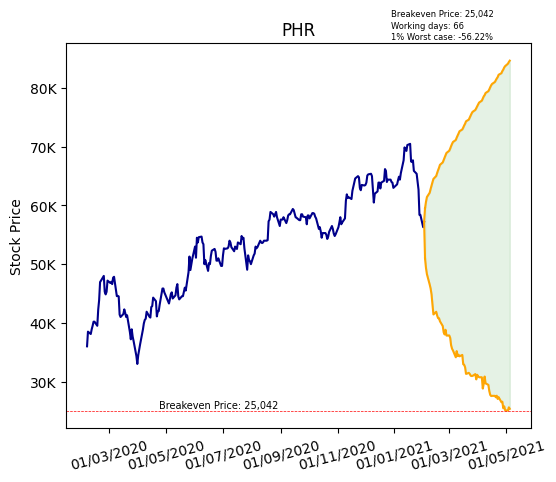 Breakeven Price: 25,042
Working days: 66
1% Worst case: -56.22%
PHR
Stock Price
80K
70K
60K
50K
40K
30K
Breakeven Price: 25,042
01/03/2020
01/05/2020
01/07/2020
01/09/2020
01/11/2020
01/01/2021
01/03/2021
01/05/2021